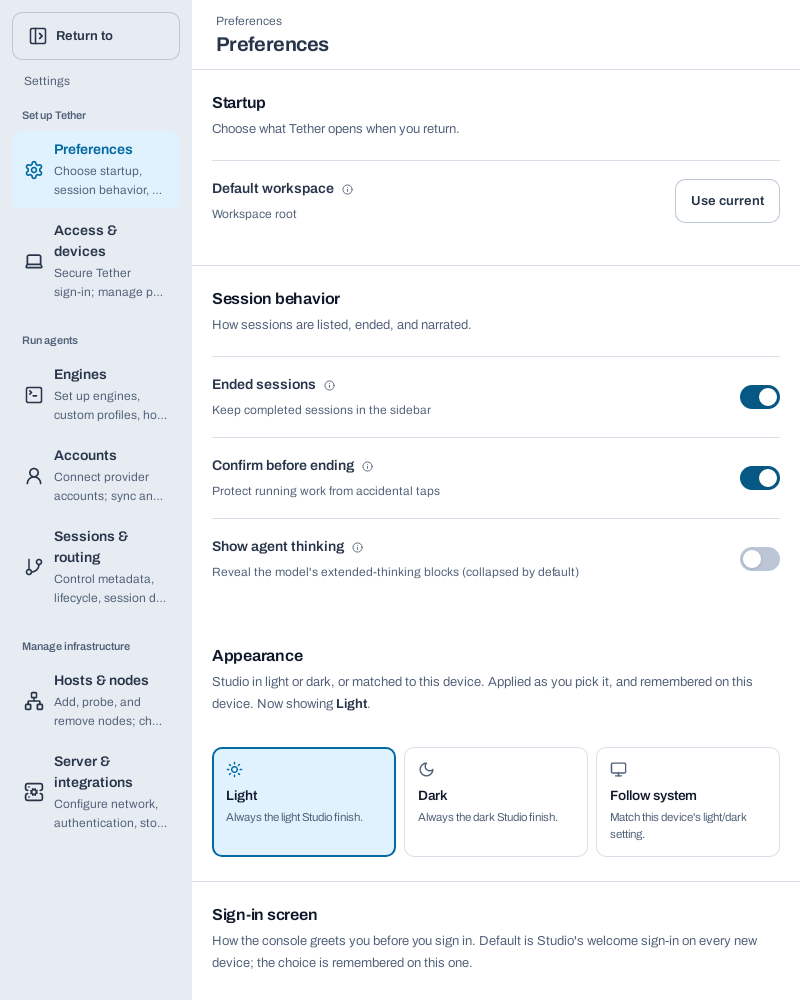 Return to
Settings
Set up Tether
Preferences
Choose startup,
session behavior, ...
Access &
devices
Secure Tether
sign-in; manage p...
Run agents
Engines
Set up engines,
custom profiles, ho...
Accounts
Connect provider
accounts; sync an...
Sessions &
routing
Control metadata,
lifecycle, session d...
Manage infrastructure
Hosts & nodes
Add, probe, and
remove nodes; ch...
Server &
integrations
Configure network,
authentication, sto...
Preferences
Preferences
Startup
Choose what Tether opens when you return.
Default workspace
Workspace root
Use current
Session behavior
How sessions are listed, ended, and narrated.
Ended sessions
Keep completed sessions in the sidebar
Confirm before ending
Protect running work from accidental taps
Show agent thinking
Reveal the model's extended-thinking blocks (collapsed by default)
Appearance
Studio in light or dark, or matched to this device. Applied as you pick it, and remembered on this
device. Now showing Light.
Light
Always the light Studio finish.
Dark
Always the dark Studio finish.
Follow system
Match this device's light/dark
setting.
Sign-in screen
How the console greets you before you sign in. Default is Studio's welcome sign-in on every new
device; the choice is remembered on this one.